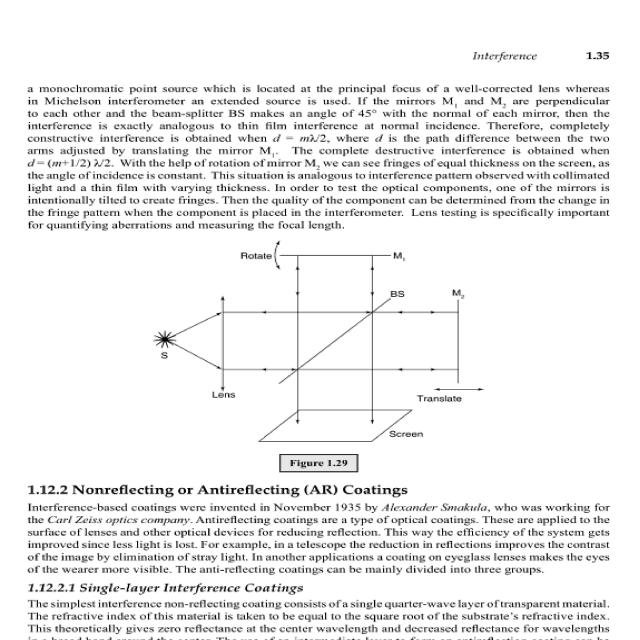 Interference 1.35
a monochromatic point source which is located at the principal focus of a well-corrected lens whereas
in Michelson interferometer an extended source is used. If the mirrors M₁ and M₂ are perpendicular
to each other and the beam-splitter BS makes an angle of 45° with the normal of each mirror, then the
interference is exactly analogous to thin film interference at normal incidence. Therefore, completely
constructive interference is obtained when d = mλ/2, where d is the path difference between the two
arms adjusted by translating the mirror M₁. The complete destructive interference is obtained when
d = (m+1/2) λ/2. With the help of rotation of mirror M₂ we can see fringes of equal thickness on the screen, as
the angle of incidence is constant. This situation is analogous to interference pattern observed with collimated
light and a thin film with varying thickness. In order to test the optical components, one of the mirrors is
intentionally tilted to create fringes. Then the quality of the component can be determined from the change in
the fringe pattern when the component is placed in the interferometer. Lens testing is specifically important
for quantifying aberrations and measuring the focal length.
Rotate
M₁
BS
M₂
S
Lens
Translate
Screen
Figure 1.29
1.12.2 Nonreflecting or Antireflecting (AR) Coatings
Interference-based coatings were invented in November 1935 by Alexander Smakula, who was working for
the Carl Zeiss optics company. Antireflecting coatings are a type of optical coatings. These are applied to the
surface of lenses and other optical devices for reducing reflection. This way the efficiency of the system gets
improved since less light is lost. For example, in a telescope the reduction in reflections improves the contrast
of the image by elimination of stray light. In another applications a coating on eyeglass lenses makes the eyes
of the wearer more visible. The anti-reflecting coatings can be mainly divided into three groups.
1.12.2.1 Single-layer Interference Coatings
The simplest interference non-reflecting coating consists of a single quarter-wave layer of transparent material.
The refractive index of this material is taken to be equal to the square root of the substrate's refractive index.
This theoretically gives zero reflectance at the center wavelength and decreased reflectance for wavelengths